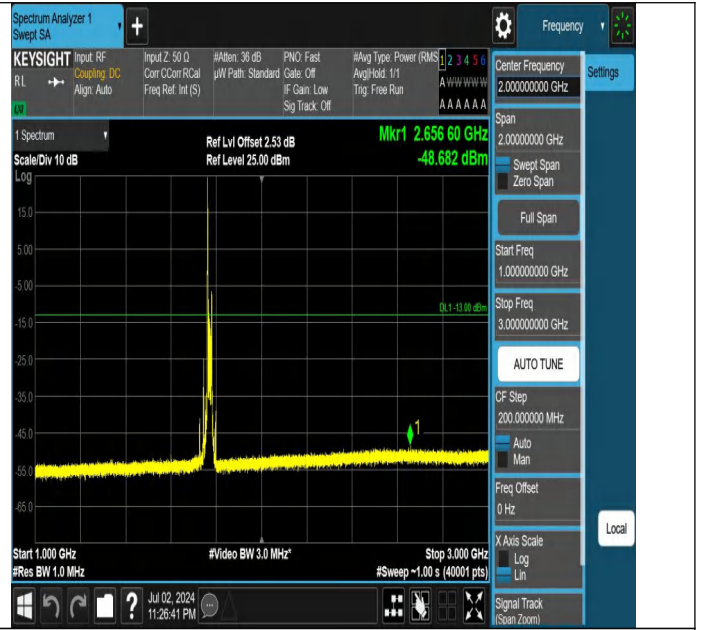 Spectrum Analyzer 1
Swept SA
Frequency
KEYSIGHT
RL
LXI
Input: RF
Coupling: DC
Align: Auto
Input Z: 50 Ω
Corr CCorr RCal
Freq Ref: Int (S)
#Atten: 36 dB
µW Path: Standard
PNO: Fast
Gate: Off
IF Gain: Low
Sig Track: Off
#Avg Type: Power (RMS
Avg|Hold: 1/1
Trig: Free Run
1 2 3 4 5 6
A W W W W W
A A A A A A
1 Spectrum
Scale/Div 10 dB
Log
Ref Lvl Offset 2.53 dB
Ref Level 25.00 dBm
Mkr1 2.656 60 GHz
-48.682 dBm
15.0
5.00
-5.00
DL1 -13.00 dBm
-15.0
-25.0
-35.0
-45.0
1
-55.0
-65.0
Start 1.000 GHz
#Video BW 3.0 MHz*
Stop 3.000 GHz
#Res BW 1.0 MHz
#Sweep ~1.00 s (40001 pts)
Center Frequency
2.000000000 GHz
Settings
Span
2.00000000 GHz
Swept Span
Zero Span
Full Span
Start Freq
1.000000000 GHz
Stop Freq
3.000000000 GHz
AUTO TUNE
CF Step
200.000000 MHz
Auto
Man
Freq Offset
0 Hz
X Axis Scale
Log
Lin
Local
Signal Track
(Span Zoom)
?
Jul 02, 2024
11:26:41 PM